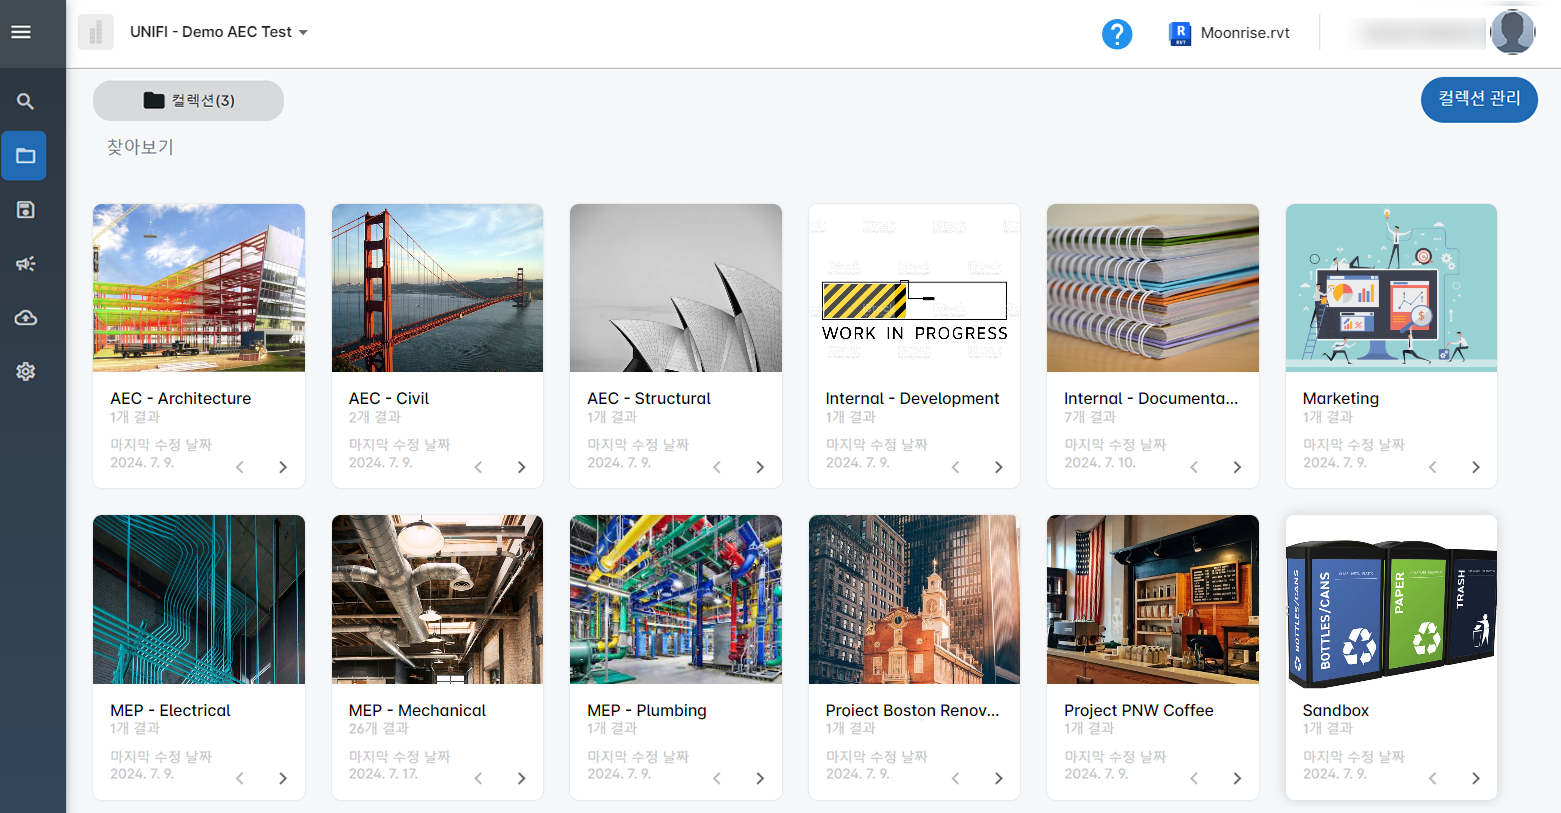 UNIFI - Demo AEC Test
?
R
RVT
Moonrise.rvt
컬렉션(3)
컬렉션 관리
찾아보기
WORK IN PROGRESS
AEC - Architecture
1개 결과
마지막 수정 날짜
2024. 7. 9.
AEC - Civil
2개 결과
마지막 수정 날짜
2024. 7. 9.
AEC - Structural
1개 결과
마지막 수정 날짜
2024. 7. 9.
Internal - Development
1개 결과
마지막 수정 날짜
2024. 7. 9.
Internal - Documenta...
7개 결과
마지막 수정 날짜
2024. 7. 10.
Marketing
1개 결과
마지막 수정 날짜
2024. 7. 9.
BOTTLES/CANS
BOTTLES/CANS
PAPER
TRASH
MEP - Electrical
1개 결과
마지막 수정 날짜
2024. 7. 9.
MEP - Mechanical
26개 결과
마지막 수정 날짜
2024. 7. 17.
MEP - Plumbing
1개 결과
마지막 수정 날짜
2024. 7. 9.
Project Boston Renov...
1개 결과
마지막 수정 날짜
2024. 7. 9.
Project PNW Coffee
1개 결과
마지막 수정 날짜
2024. 7. 9.
Sandbox
1개 결과
마지막 수정 날짜
2024. 7. 9.